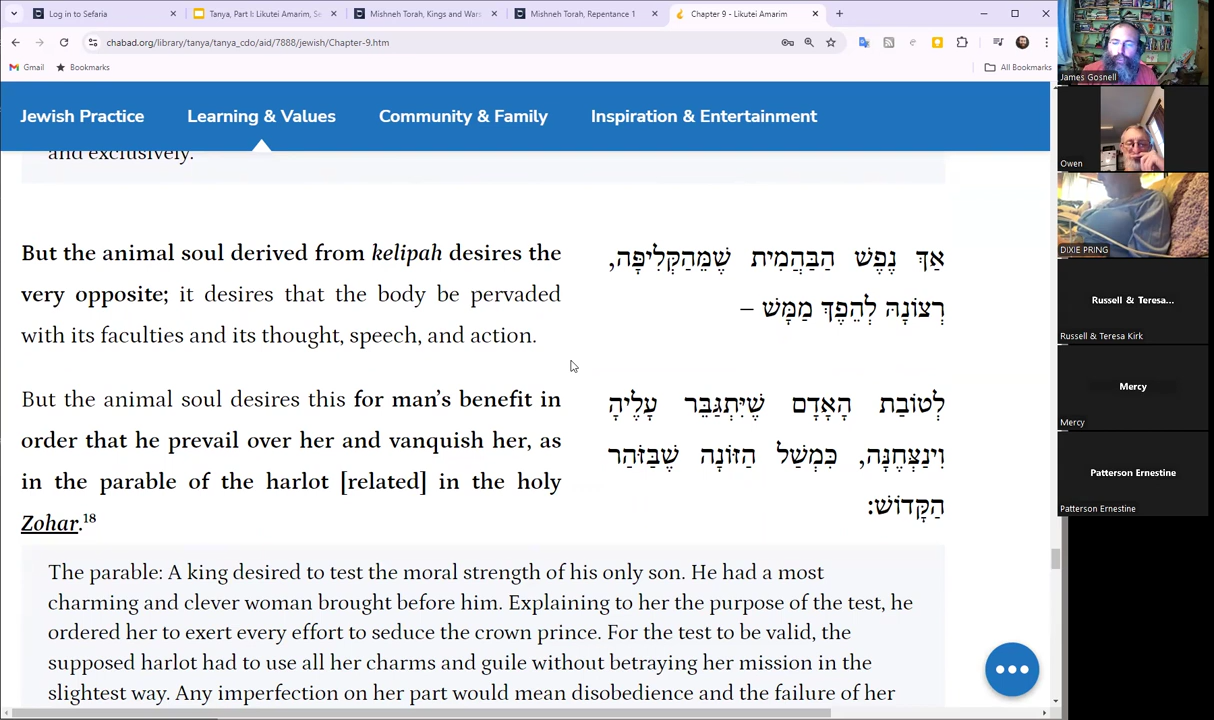 Log in to Sefaria
Tanya, Part I; Likutei Amarim, Se
Mishneh Torah, Kings and Wars
Mishneh Torah, Repentance 1
Chapter 9 - Likutei Amarim
chabad.org/library/tanya/tanya_cdo/aid/7888/jewish/Chapter-9.htm
Gmail
Bookmarks
All Bookmarks
Jewish Practice
Learning & Values
Community & Family
Inspiration & Entertainment
and exclusively.
But the animal soul derived from kelipah desires the
very opposite; it desires that the body be pervaded
with its faculties and its thought, speech, and action.
אַךְ נֶפֶשׁ הַבַּהֲמִית שֶׁמֵּהַקְּלִיפָּה,
רְצוֹנָהּ לְהֵפֶךְ מַמָּשׁ –
But the animal soul desires this for man’s benefit in
order that he prevail over her and vanquish her, as
in the parable of the harlot [related] in the holy
Zohar.18
לְטוֹבַת הָאָדָם שֶׁיִּתְגַּבֵּר עָלֶיהָ
וִינַצְּחֶנָּה, כִּמְשַׁל הַזּוֹנָה שֶׁבַּזֹּהַר
הַקָּדוֹשׁ:
The parable: A king desired to test the moral strength of his only son. He had a most
charming and clever woman brought before him. Explaining to her the purpose of the test, he
ordered her to exert every effort to seduce the crown prince. For the test to be valid, the
supposed harlot had to use all her charms and guile without betraying her mission in the
slightest way. Any imperfection on her part would mean disobedience and the failure of her
James Gosnell
Owen
DIXIE PRING
Russell & Teresa...
Russell & Teresa Kirk
Mercy
Mercy
Patterson Ernestine
Patterson Ernestine